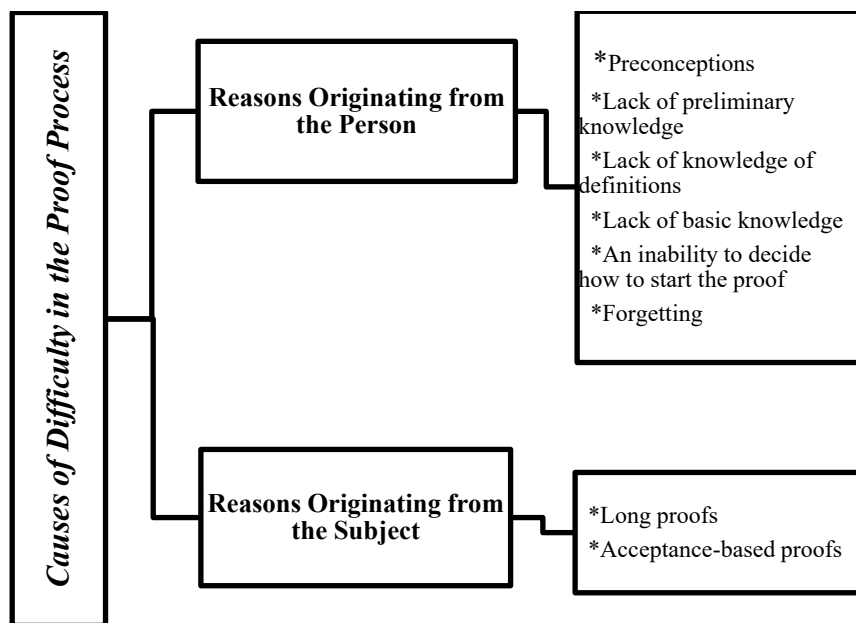 Causes of Difficulty in the Proof Process
Reasons Originating from
the Person
*Preconceptions
*Lack of preliminary
knowledge
*Lack of knowledge of
definitions
*Lack of basic knowledge
*An inability to decide
how to start the proof
*Forgetting
Reasons Originating from
the Subject
*Long proofs
*Acceptance-based proofs